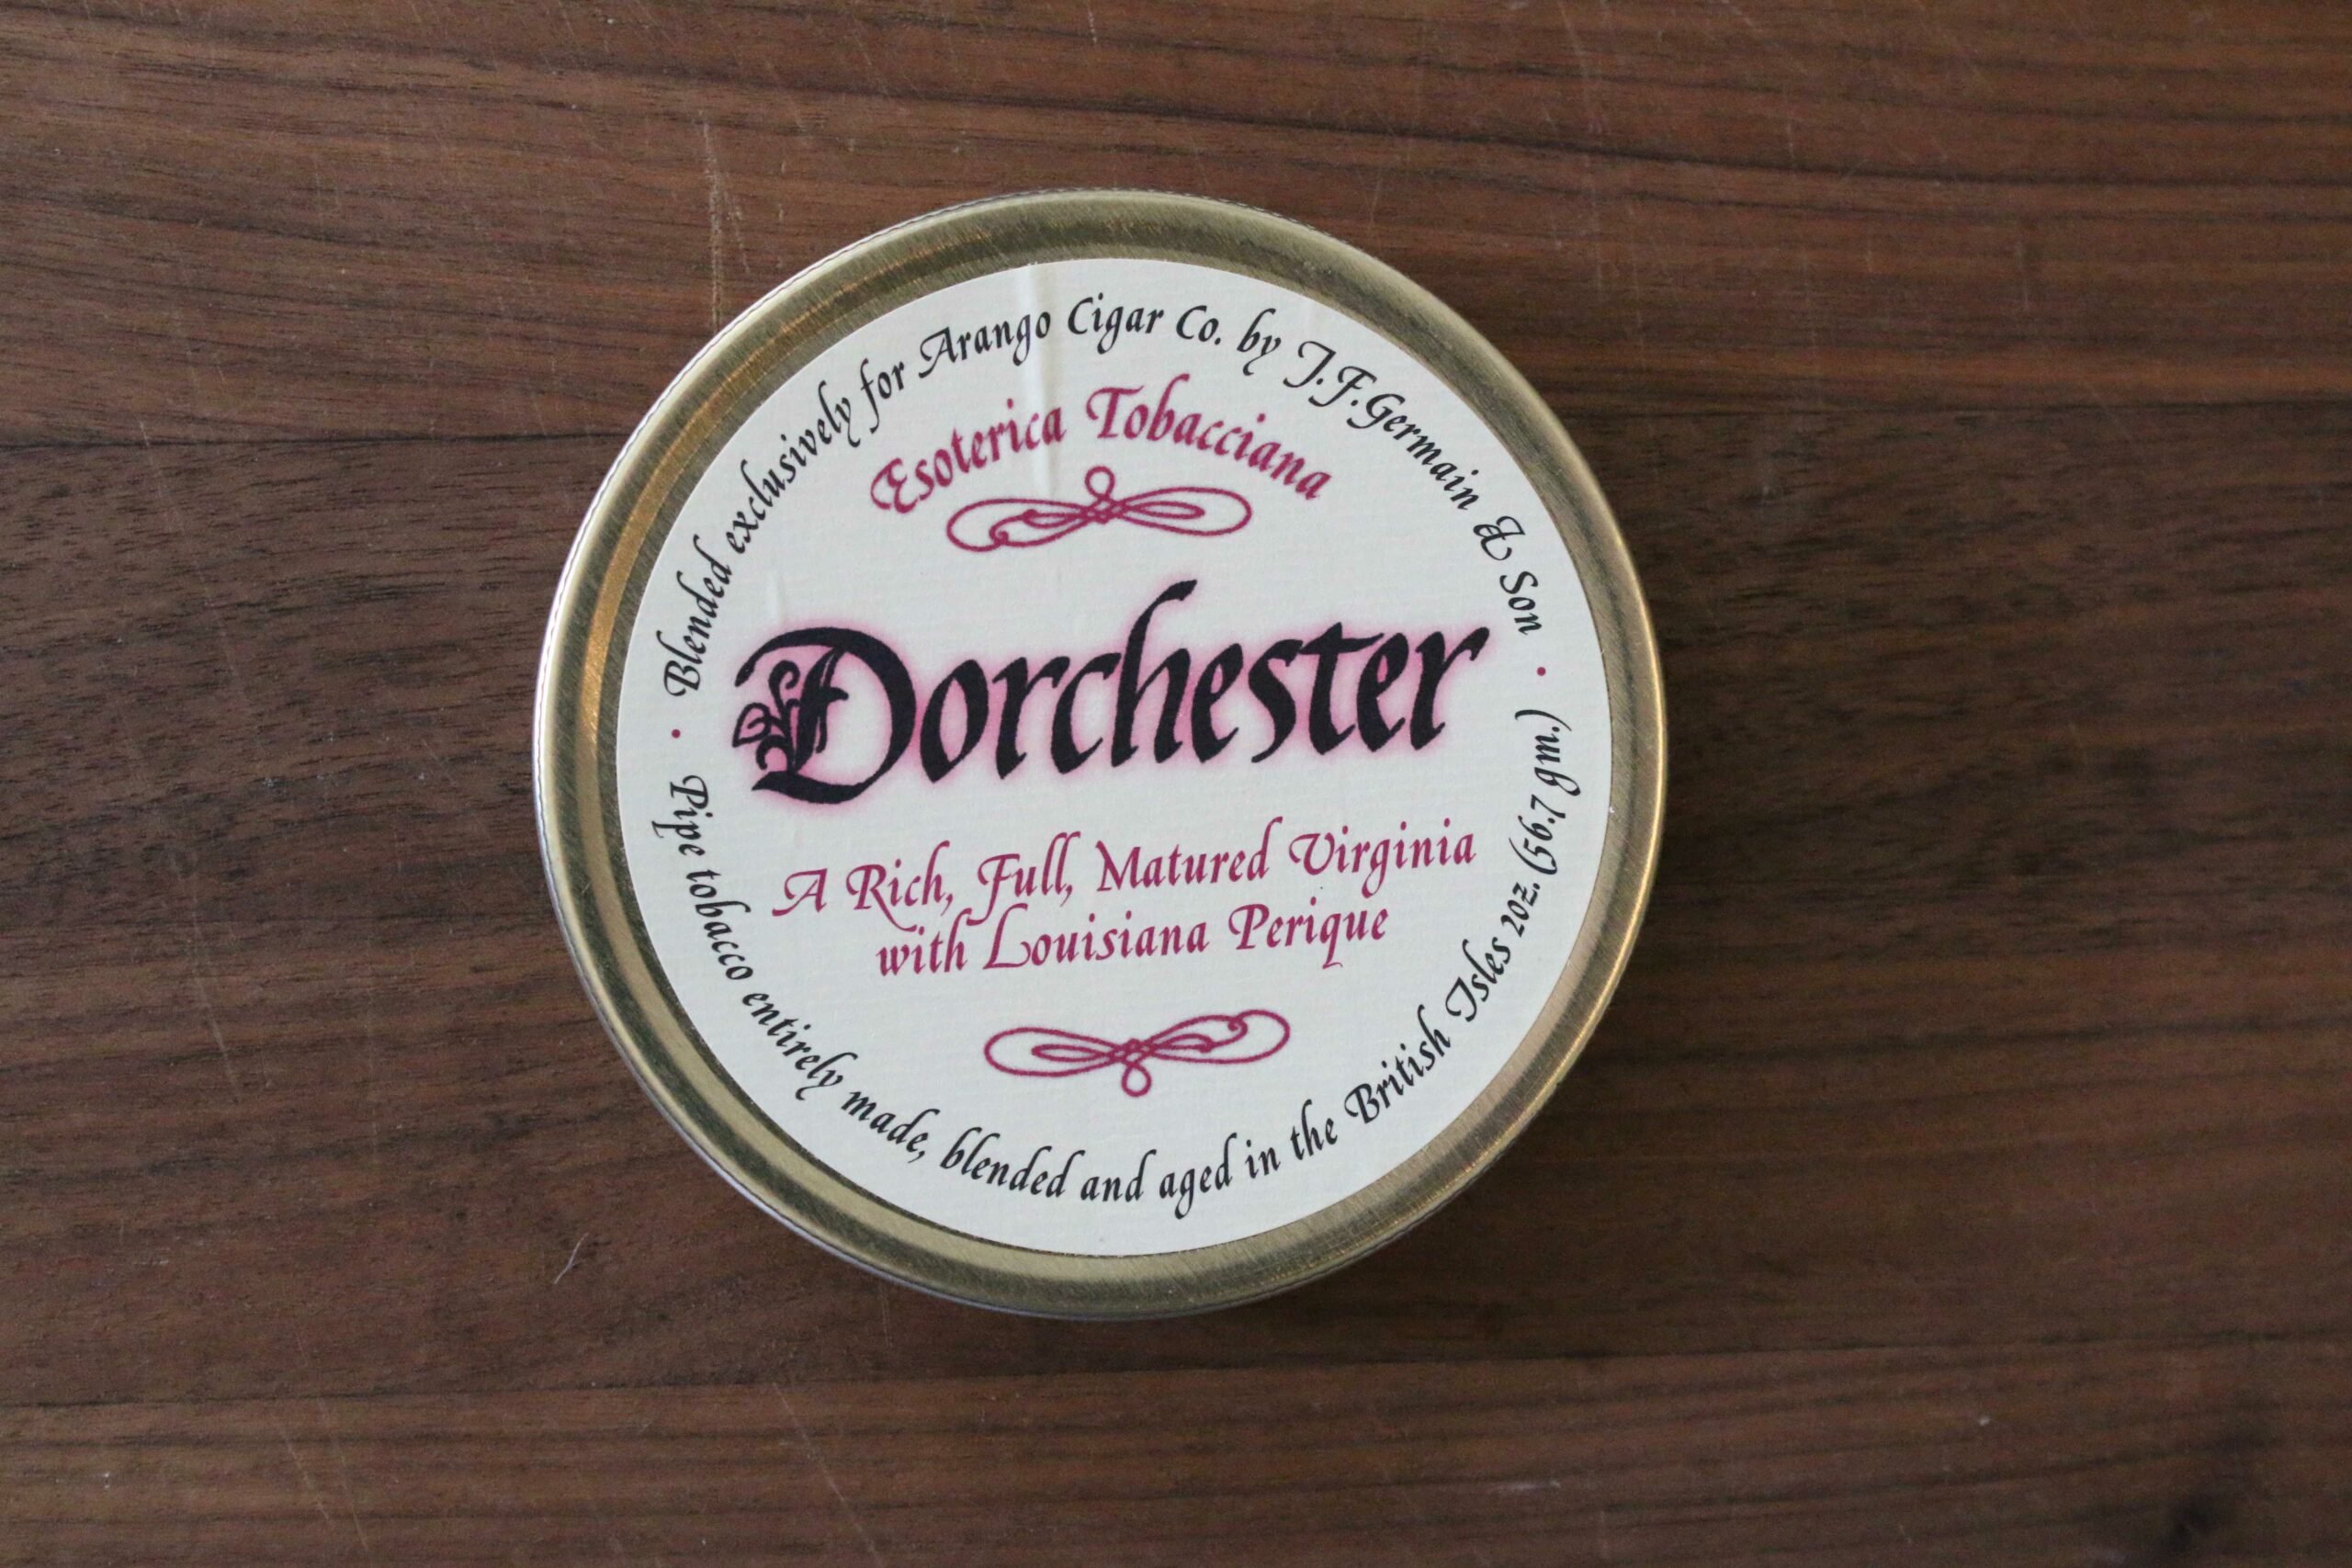 Blended exclusively for Arango Cigar Co. by J.F.Germain & Son
Esoterica Tobacciana
Dorchester
A Rich, Full, Matured Virginia
with Louisiana Perique
Pipe tobacco entirely made, blended and aged in the British Isles 2oz. (56.7 gm.)